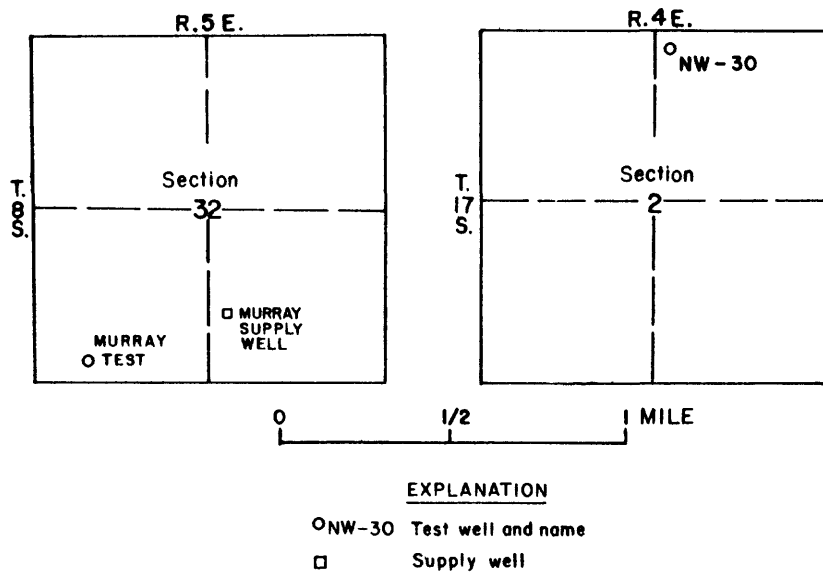 R.5 E.
T.
8
S.
Section
32
MURRAY
SUPPLY
WELL
MURRAY
TEST
R.4 E.
NW-30
T.
17
S.
Section
2
0 1/2 1 MILE
EXPLANATION
NW-30 Test well and name
Supply well